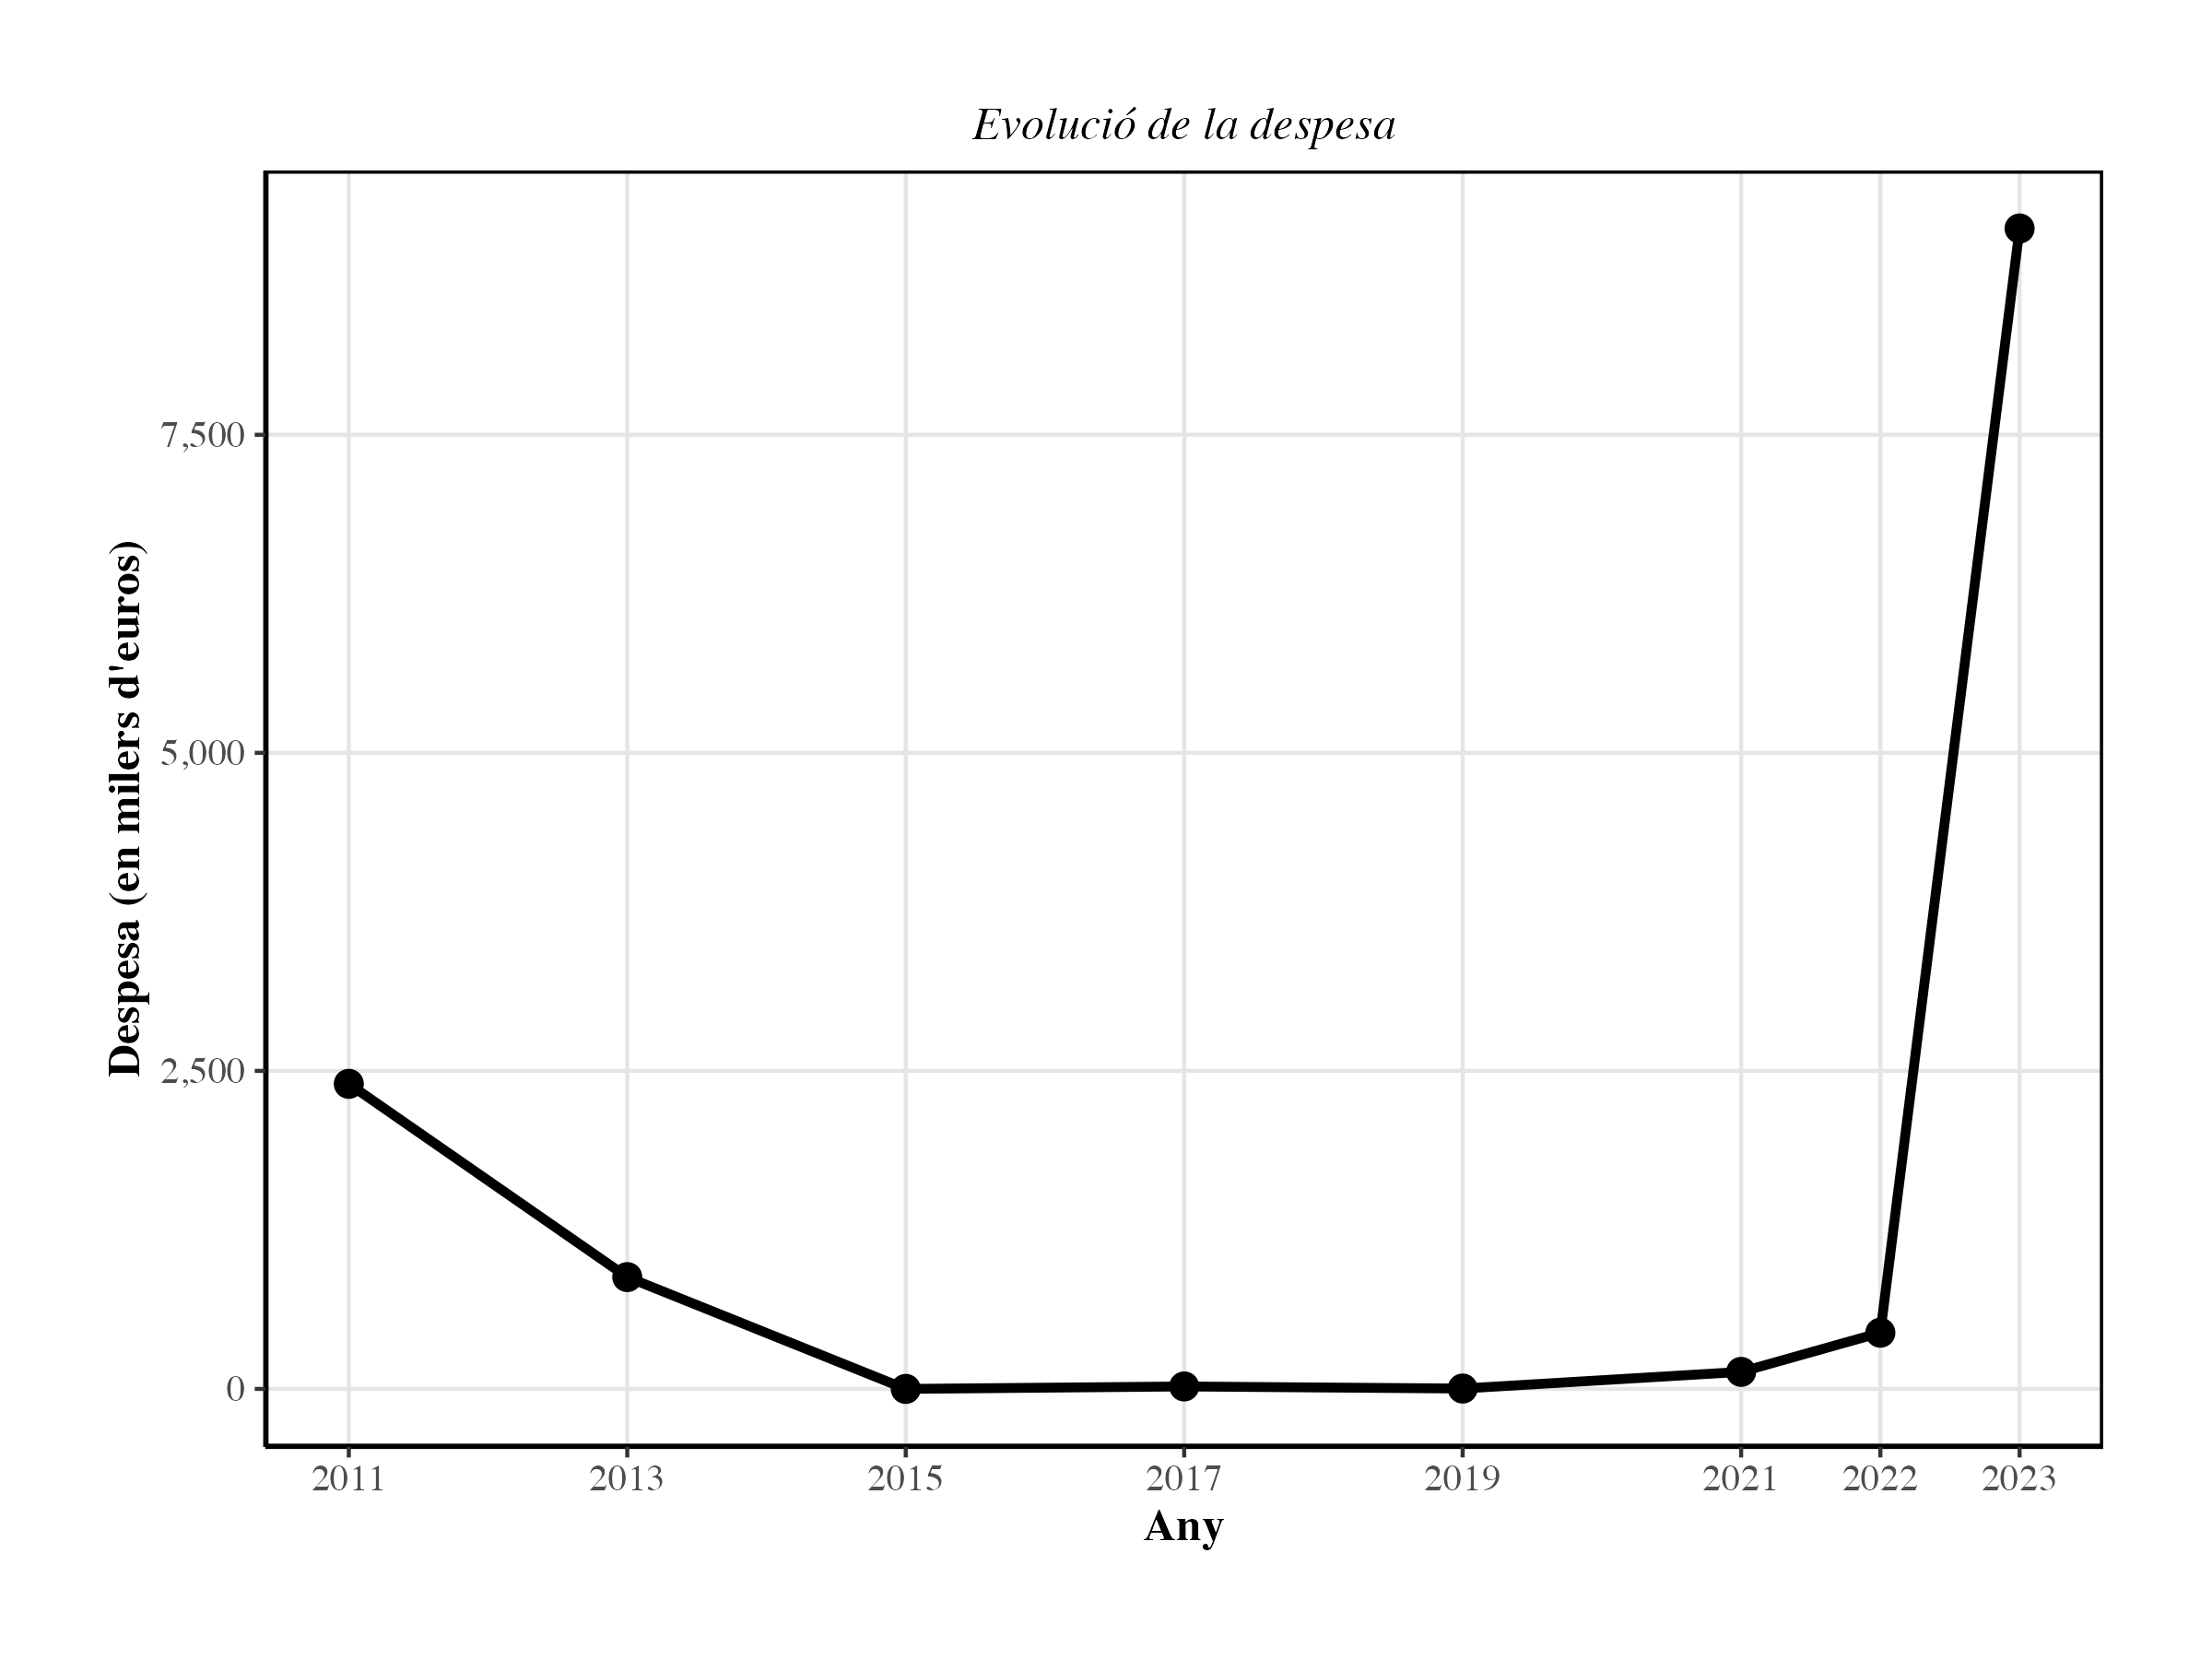 Evolució de la despesa
Despesa (en milers d'euros)
7,500
5,000
2,500
0
2011 2013 2015 2017 2019 2021 2022 2023
Any